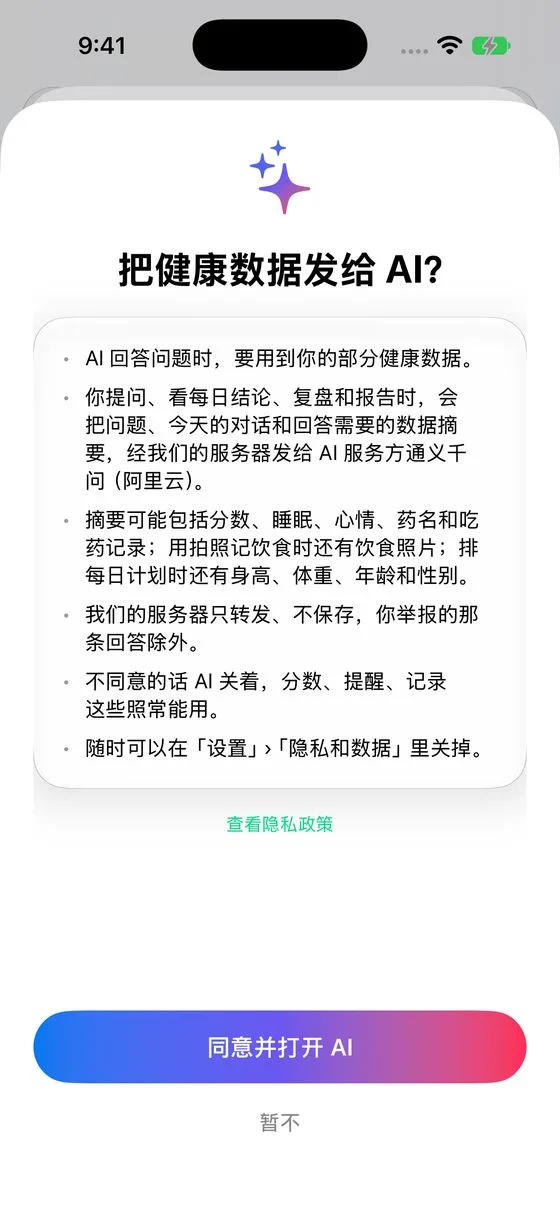 9:41
把健康数据发给 AI?
• AI 回答问题时，要用到你的部分健康数据。
• 你提问、看每日结论、复盘和报告时，会
把问题、今天的对话和回答需要的数据摘
要，经我们的服务器发给 AI 服务方通义千
问（阿里云）。
• 摘要可能包括分数、睡眠、心情、药名和吃
药记录；用拍照记饮食时还有饮食照片；排
每日计划时还有身高、体重、年龄和性别。
• 我们的服务器只转发、不保存，你举报的那
条回答除外。
• 不同意的话 AI 关着，分数、提醒、记录
这些照常能用。
• 随时可以在「设置」›「隐私和数据」里关掉。
查看隐私政策
同意并打开 AI
暂不